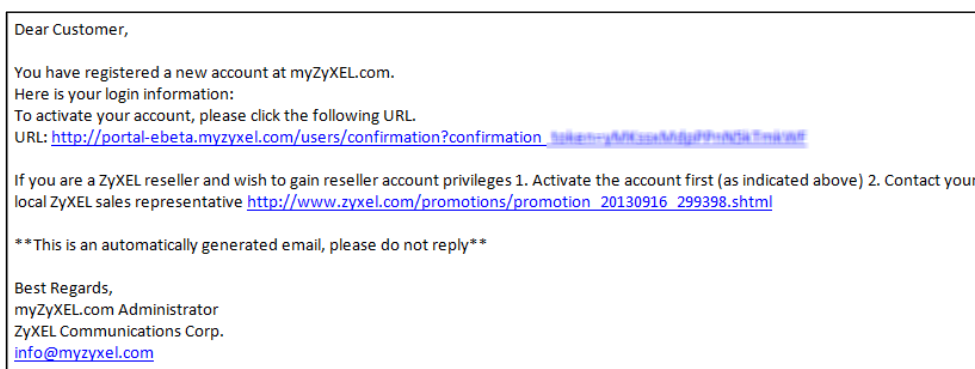 Dear Customer,
You have registered a new account at myZyXEL.com.
Here is your login information:
To activate your account, please click the following URL.
URL: http://portal-ebeta.myzyxel.com/users/confirmation?confirmation_
If you are a ZyXEL reseller and wish to gain reseller account privileges 1. Activate the account first (as indicated above) 2. Contact your
local ZyXEL sales representative http://www.zyxel.com/promotions/promotion_20130916_299398.shtml
**This is an automatically generated email, please do not reply**
Best Regards,
myZyXEL.com Administrator
ZyXEL Communications Corp.
info@myzyxel.com